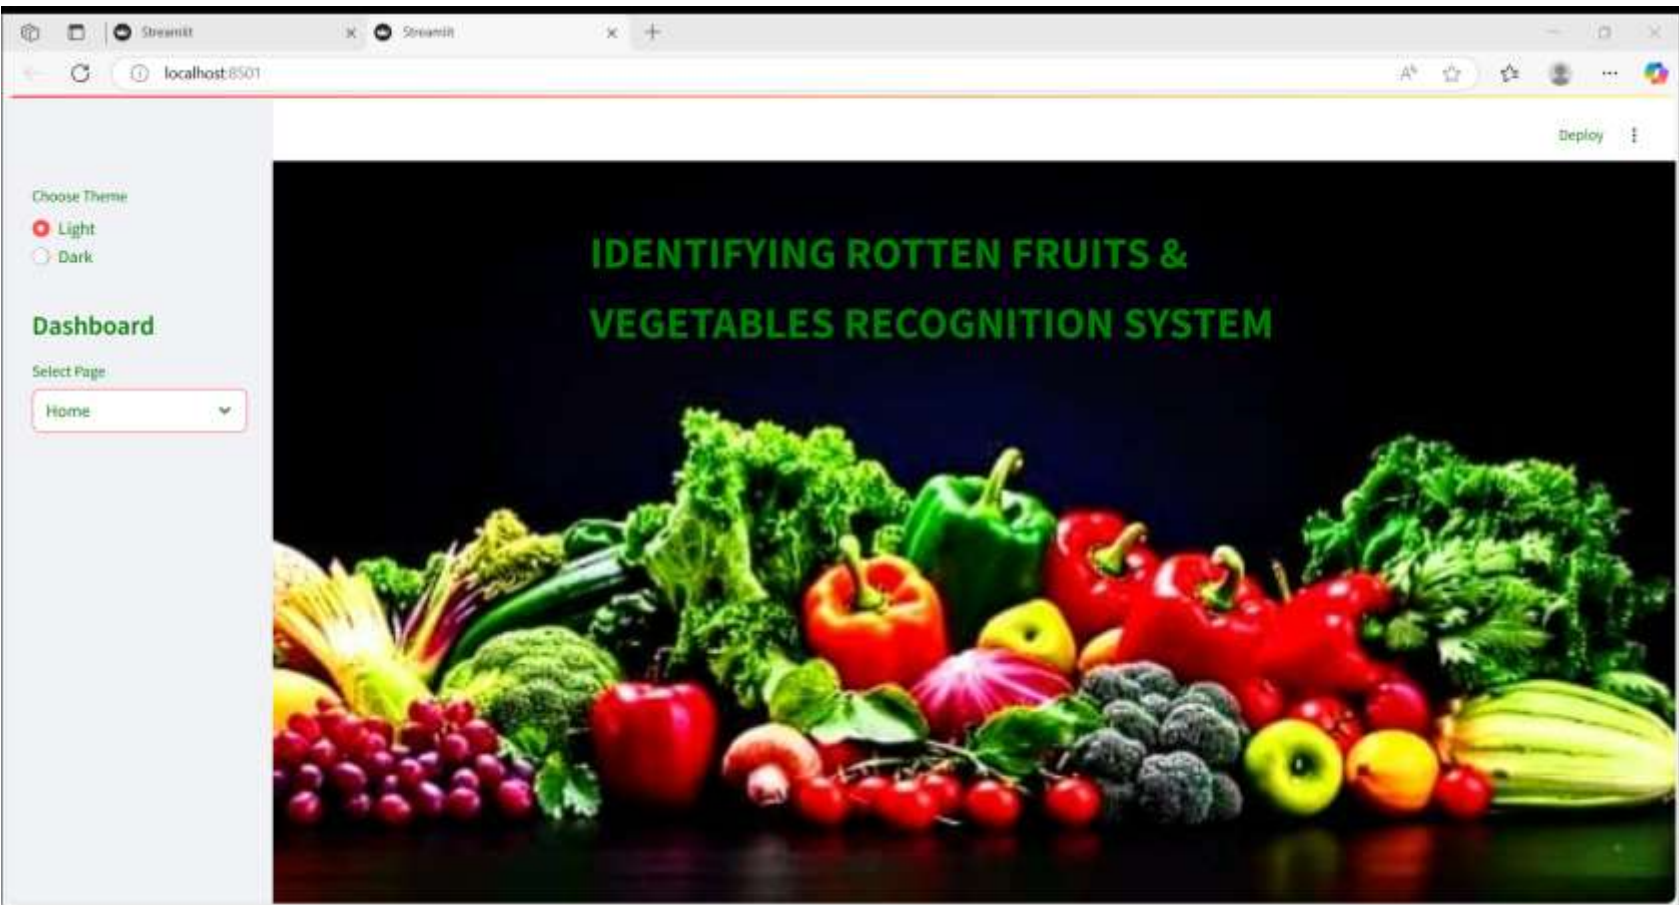 Streamlit
Streamlit
localhost:8501
Deploy
Choose Theme
Light
Dark
Dashboard
Select Page
Home
IDENTIFYING ROTTEN FRUITS &
VEGETABLES RECOGNITION SYSTEM